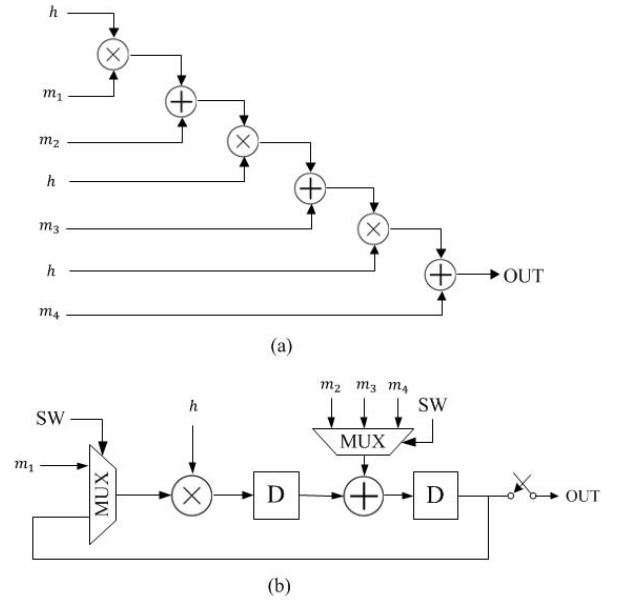 h
m₁
m₂
h
m₃
h
OUT
m₄
(a)
m₂ m₃ m₄
SW h SW
MUX
m₁
MUX D D OUT
(b)